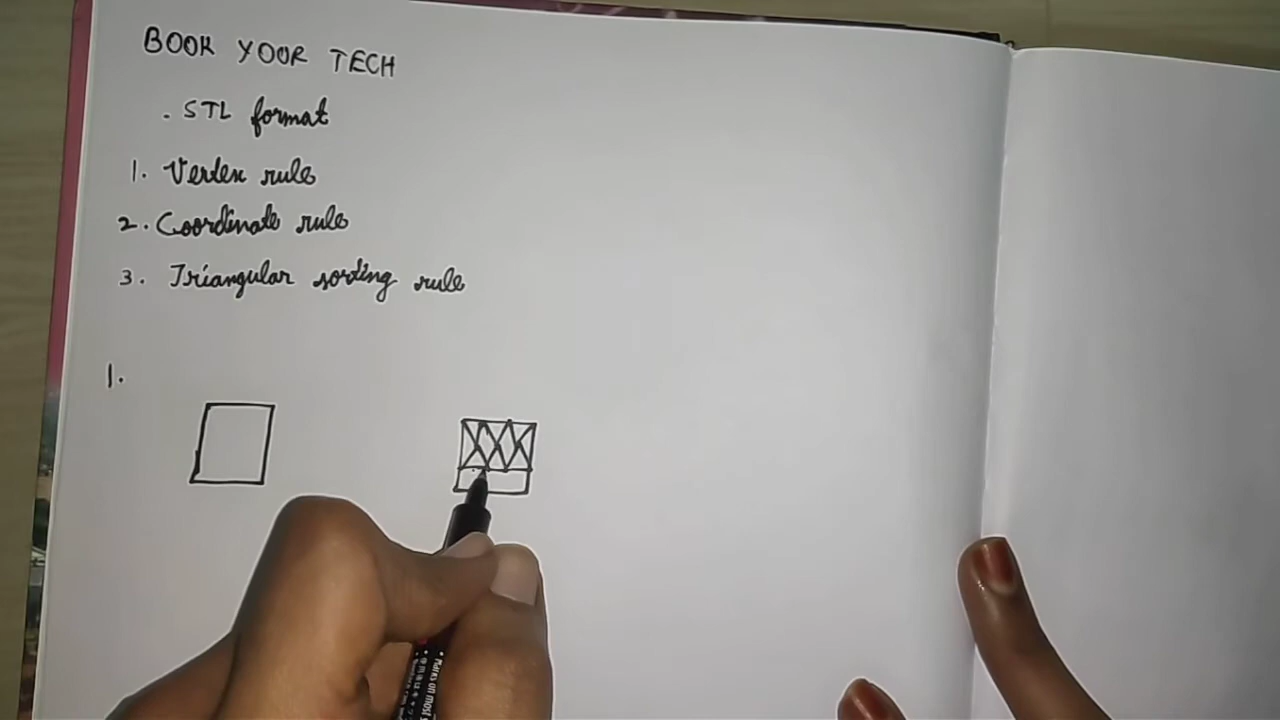 BOOK YOUR TECH
. STL format
1. Vertex rule
2. Coordinate rule
3. Triangular sorting rule
1.